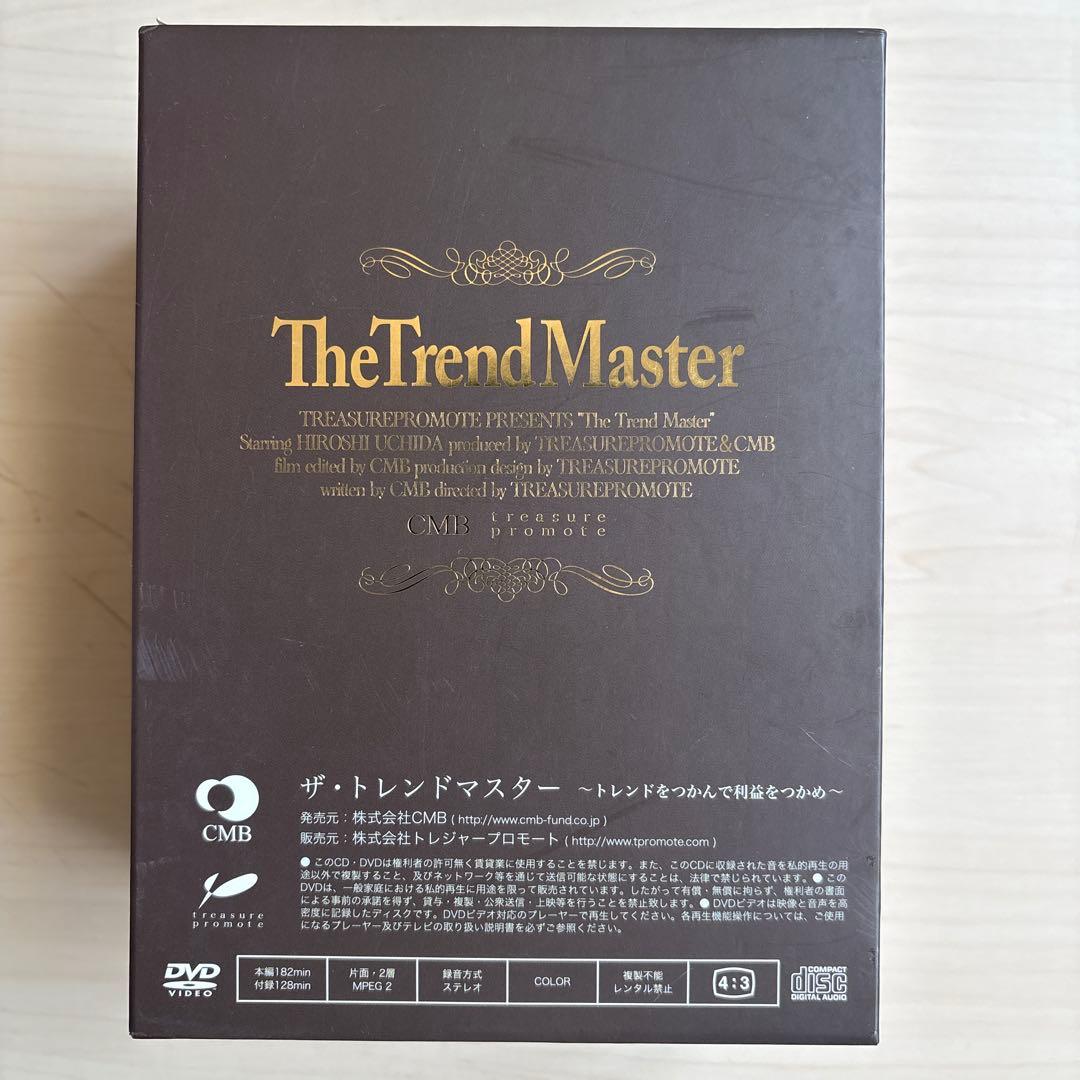 The Trend Master
TREASUREPROMOTE PRESENTS "The Trend Master"
Starring HIROSHI UCHIDA produced by TREASUREPROMOTE & CMB
film edited by CMB production design by TREASUREPROMOTE
written by CMB directed by TREASUREPROMOTE
CMB treasure promote
CMB
treasure
promote
ザ・トレンドマスター ～トレンドをつかんで利益をつかめ～
発売元：株式会社CMB ( http://www.cmb-fund.co.jp )
販売元：株式会社トレジャープロモート ( http://www.tpromote.com )
● このCD・DVDは権利者の許可無く賃貸業に使用することを禁じます。また、このCDに収録された音を私的再生の用
途以外で複製すること、及びネットワーク等を通じて送信可能な状態にすることは、法律で禁じられています。● この
DVDは、一般家庭における私的再生に用途を限って販売されています。したがって有償・無償に拘らず、権利者の書面
による事前の承諾を得ず、貸与・複製・公衆送信・上映等を行うことを禁止致します。● DVDビデオは映像と音声を高
密度に記録したディスクです。DVDビデオ対応のプレーヤーで再生してください。各再生機能操作については、ご使用
になるプレーヤー及びテレビの取り扱い説明書を必ずご参照ください。
DVD
VIDEO
本編182min
付録128min
片面・2層
MPEG 2
録音方式
ステレオ
COLOR
複製不能
レンタル禁止
4:3
COMPACT
disc
DIGITAL AUDIO